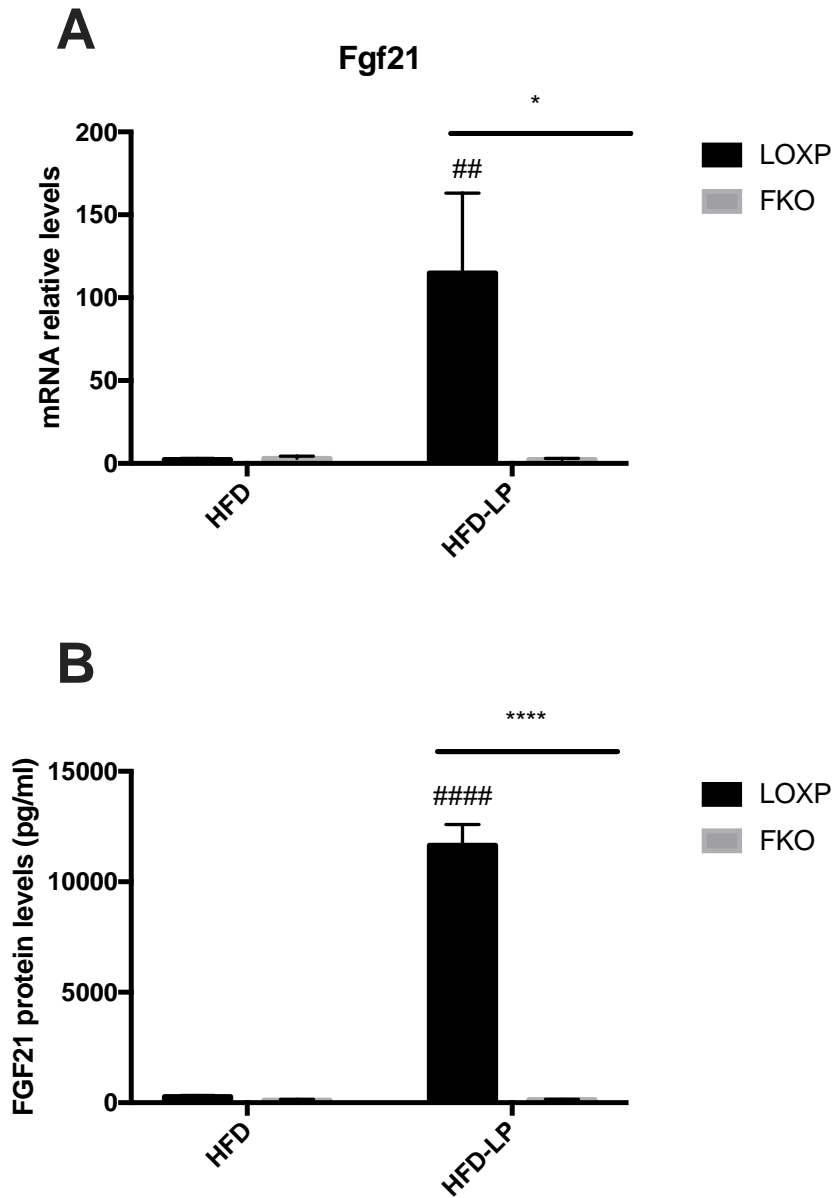 A
Fgf21
*
200
##
LOXP
FKO
150
100
50
0
mRNA relative levels
HFD
HFD-LP
B
****
15000
####
LOXP
FKO
10000
5000
0
FGF21 protein levels (pg/ml)
HFD
HFD-LP